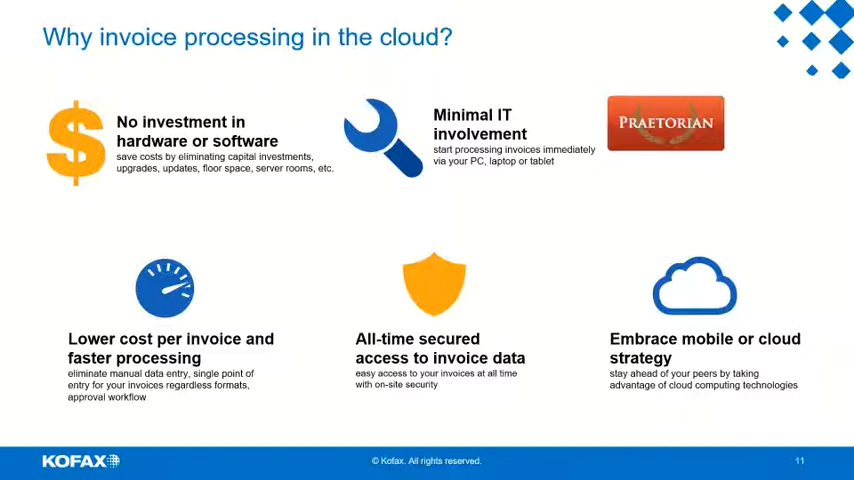 Why invoice processing in the cloud?
No investment in
hardware or software
save costs by eliminating capital investments,
upgrades, updates, floor space, server rooms, etc.
Minimal IT
involvement
start processing invoices immediately
via your PC, laptop or tablet
PRAETORIAN
Lower cost per invoice and
faster processing
eliminate manual data entry, single point of
entry for your invoices regardless formats,
approval workflow
All-time secured
access to invoice data
easy access to your invoices at all time
with on-site security
Embrace mobile or cloud
strategy
stay ahead of your peers by taking
advantage of cloud computing technologies
KOFAX
© Kofax. All rights reserved.
11